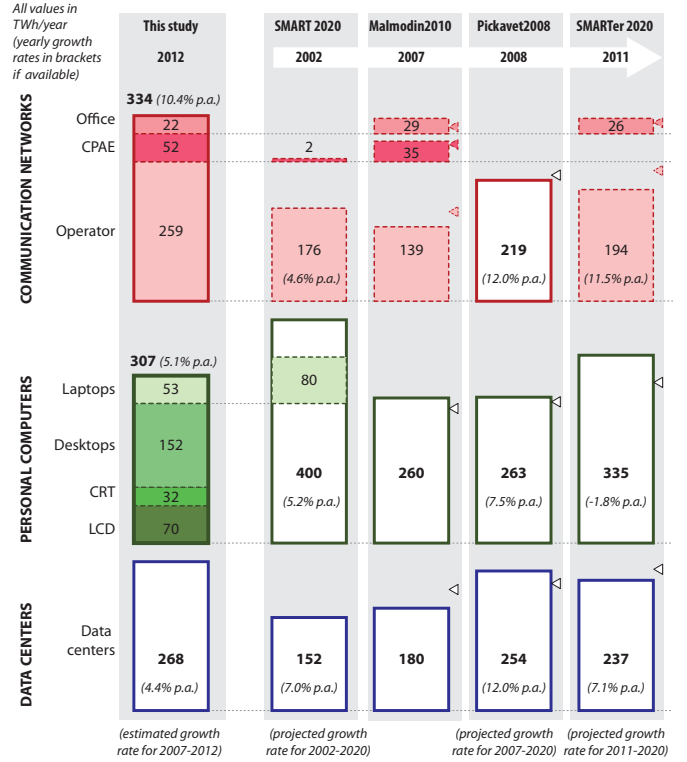 All values in
TWh/year
(yearly growth
rates in brackets
if available)
This study
2012
SMART 2020
2002
Malmodin2010
2007
Pickavet2008
2008
SMARTer 2020
2011
COMMUNICATION NETWORKS
334 (10.4% p.a.)
Office
22
29
26
CPAE
52
2
35
Operator
259
176
(4.6% p.a.)
139
219
(12.0% p.a.)
194
(11.5% p.a.)
PERSONAL COMPUTERS
307 (5.1% p.a.)
Laptops
53
80
Desktops
152
400
(5.2% p.a.)
260
263
(7.5% p.a.)
335
(-1.8% p.a.)
CRT
32
LCD
70
DATA CENTERS
Data
centers
268
(4.4% p.a.)
152
(7.0% p.a.)
180
254
(12.0% p.a.)
237
(7.1% p.a.)
(estimated growth
rate for 2007-2012)
(projected growth
rate for 2002-2020)
(projected growth
rate for 2007-2020)
(projected growth
rate for 2011-2020)